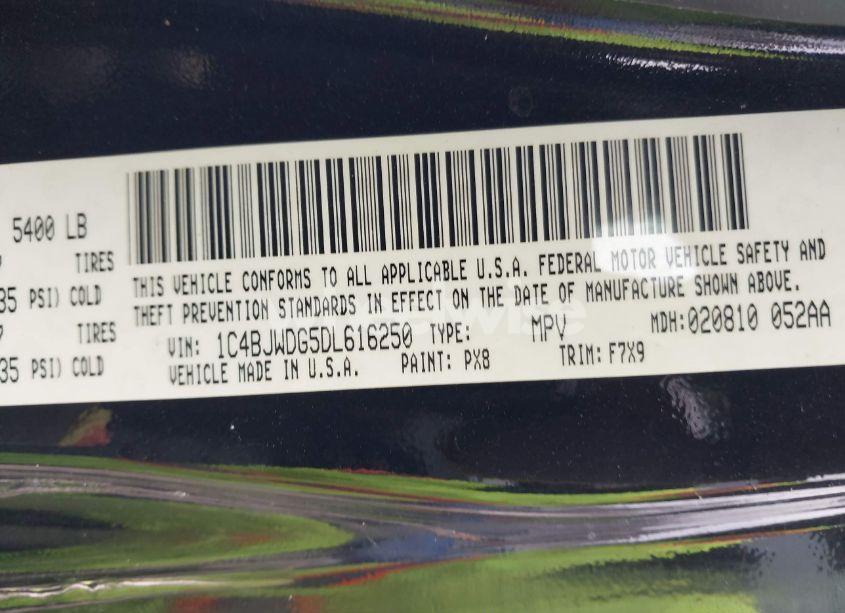 5400 LB
TIRES
35 PSI) COLD
TIRES
35 PSI) COLD
THIS VEHICLE CONFORMS TO ALL APPLICABLE U.S.A. FEDERAL MOTOR VEHICLE SAFETY AND
THEFT PREVENTION STANDARDS IN EFFECT ON THE DATE OF MANUFACTURE SHOWN ABOVE.
VIN: 1C4BJWDG5DL616250 TYPE: MPV MDH:020810 052AA
VEHICLE MADE IN U.S.A. PAINT: PX8 TRIM: F7X9